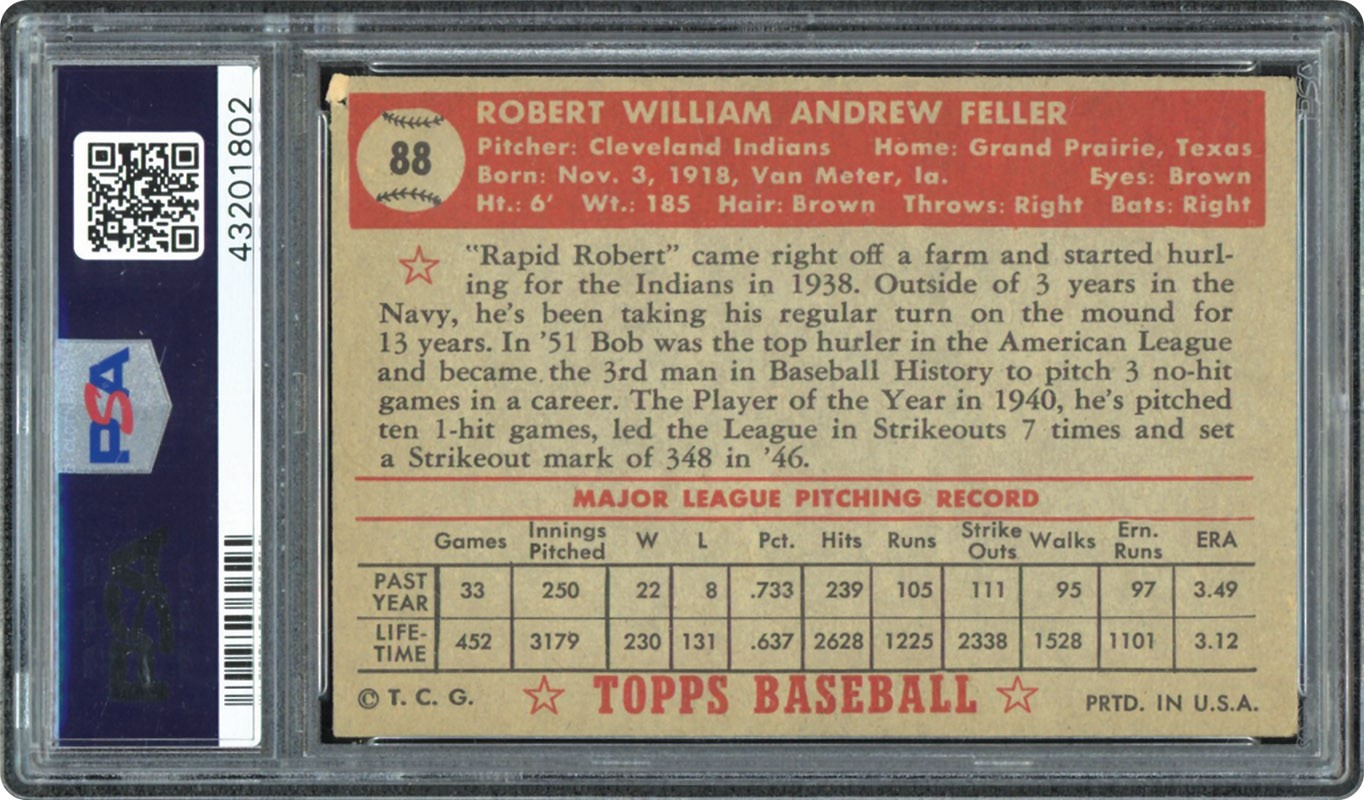 43201802
PSA
PSA
PSA
88
ROBERT WILLIAM ANDREW FELLER
Pitcher: Cleveland Indians Home: Grand Prairie, Texas
Born: Nov. 3, 1918, Van Meter, Ia. Eyes: Brown
Ht.: 6' Wt.: 185 Hair: Brown Throws: Right Bats: Right
"Rapid Robert" came right off a farm and started hurl-
ing for the Indians in 1938. Outside of 3 years in the
Navy, he's been taking his regular turn on the mound for
13 years. In '51 Bob was the top hurler in the American League
and became the 3rd man in Baseball History to pitch 3 no-hit
games in a career. The Player of the Year in 1940, he's pitched
ten 1-hit games, led the League in Strikeouts 7 times and set
a Strikeout mark of 348 in '46.
MAJOR LEAGUE PITCHING RECORD
Games Innings Pitched W L Pct. Hits Runs Strike Outs Walks Ern. Runs ERA
PAST YEAR 33 250 22 8 .733 239 105 111 95 97 3.49
LIFE-TIME 452 3179 230 131 .637 2628 1225 2338 1528 1101 3.12
© T. C. G. TOPPS BASEBALL PRTD. IN U.S.A.